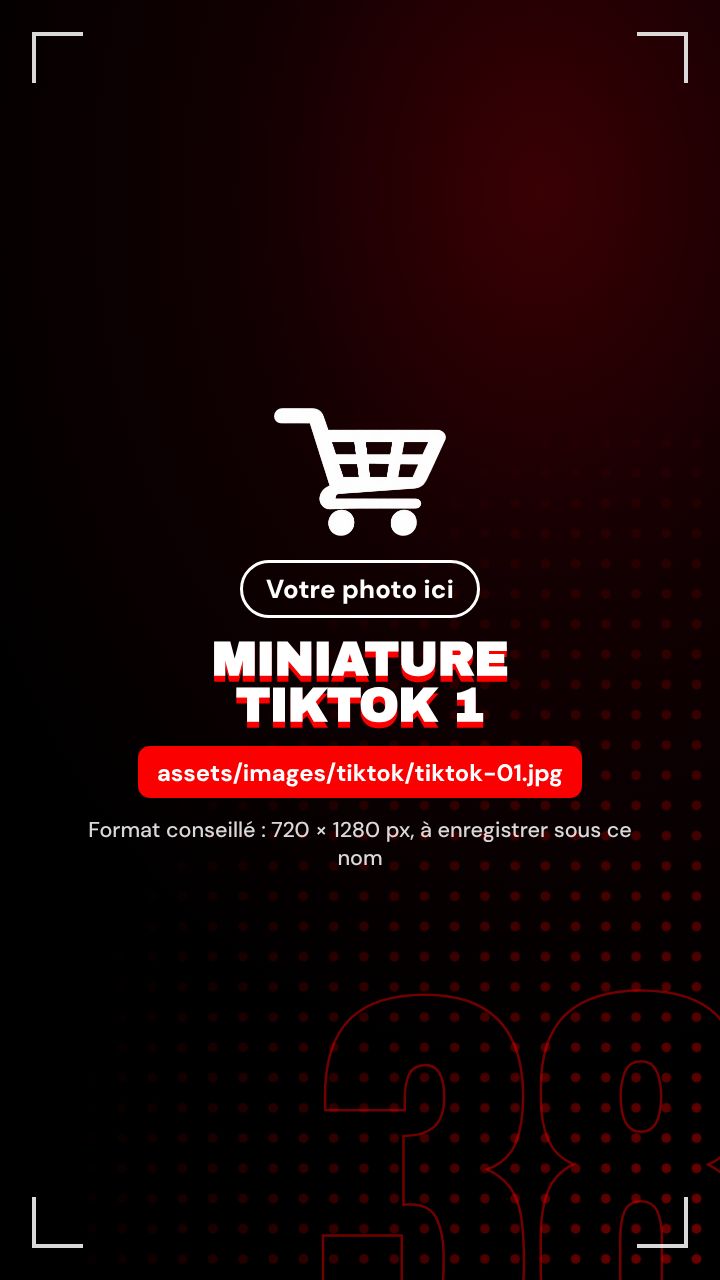 Votre photo ici
MINIATURE
TIKTOK 1
assets/images/tiktok/tiktok-01.jpg
Format conseillé : 720 × 1280 px, à enregistrer sous ce
nom
38